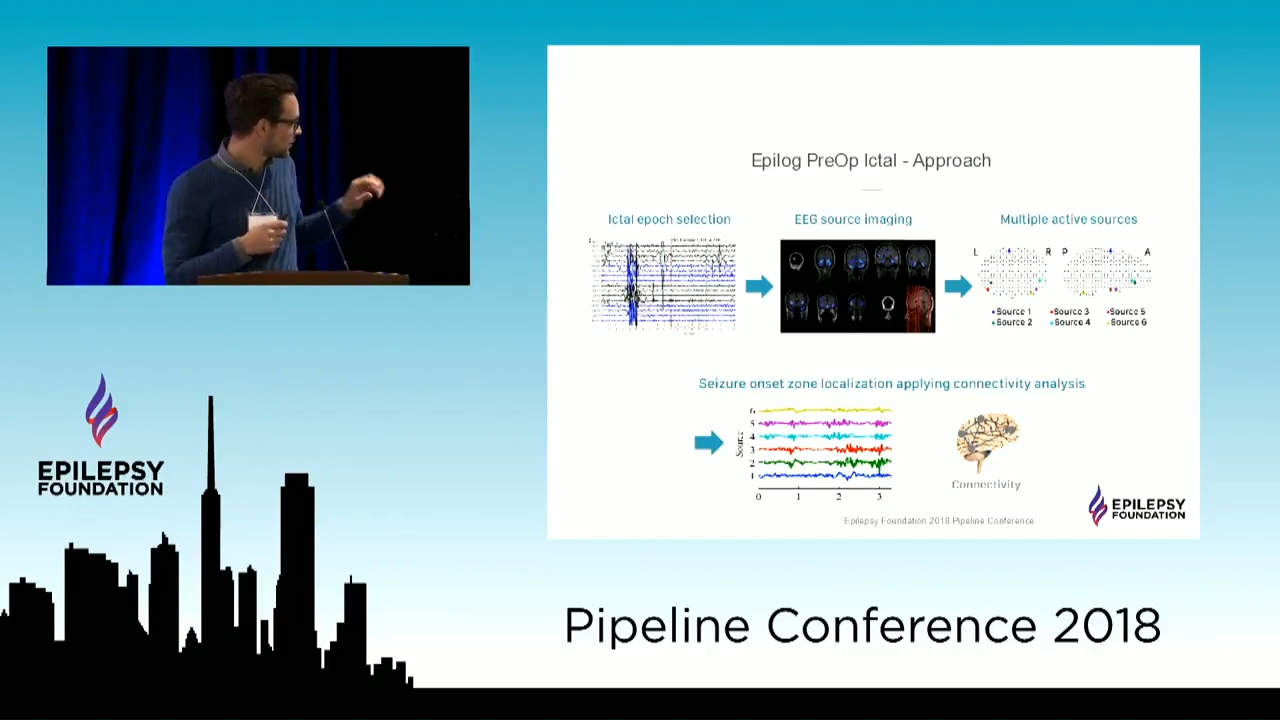 Epilog PreOp Ictal - Approach
Ictal epoch selection
EEG source imaging
Multiple active sources
L
R
P
A
Source 1
Source 3
Source 5
Source 2
Source 4
Source 6
Seizure onset zone localization applying connectivity analysis
Source
6
5
4
3
2
1
0
1
2
3
Connectivity
Epilepsy Foundation 2018 Pipeline Conference
EPILEPSY
FOUNDATION
EPILEPSY
FOUNDATION
Pipeline Conference 2018